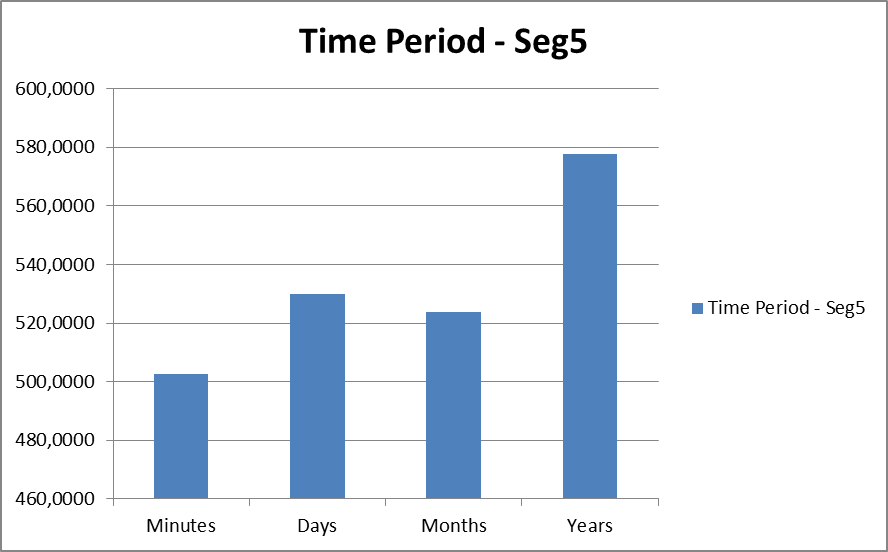 Time Period - Seg5
600,0000
580,0000
560,0000
540,0000
520,0000
500,0000
480,0000
460,0000
Minutes Days Months Years
Time Period - Seg5